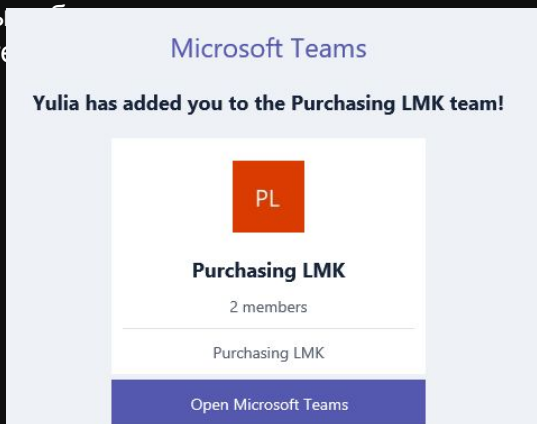 Microsoft Teams
Yulia has added you to the Purchasing LMK team!
PL
Purchasing LMK
2 members
Purchasing LMK
Open Microsoft Teams